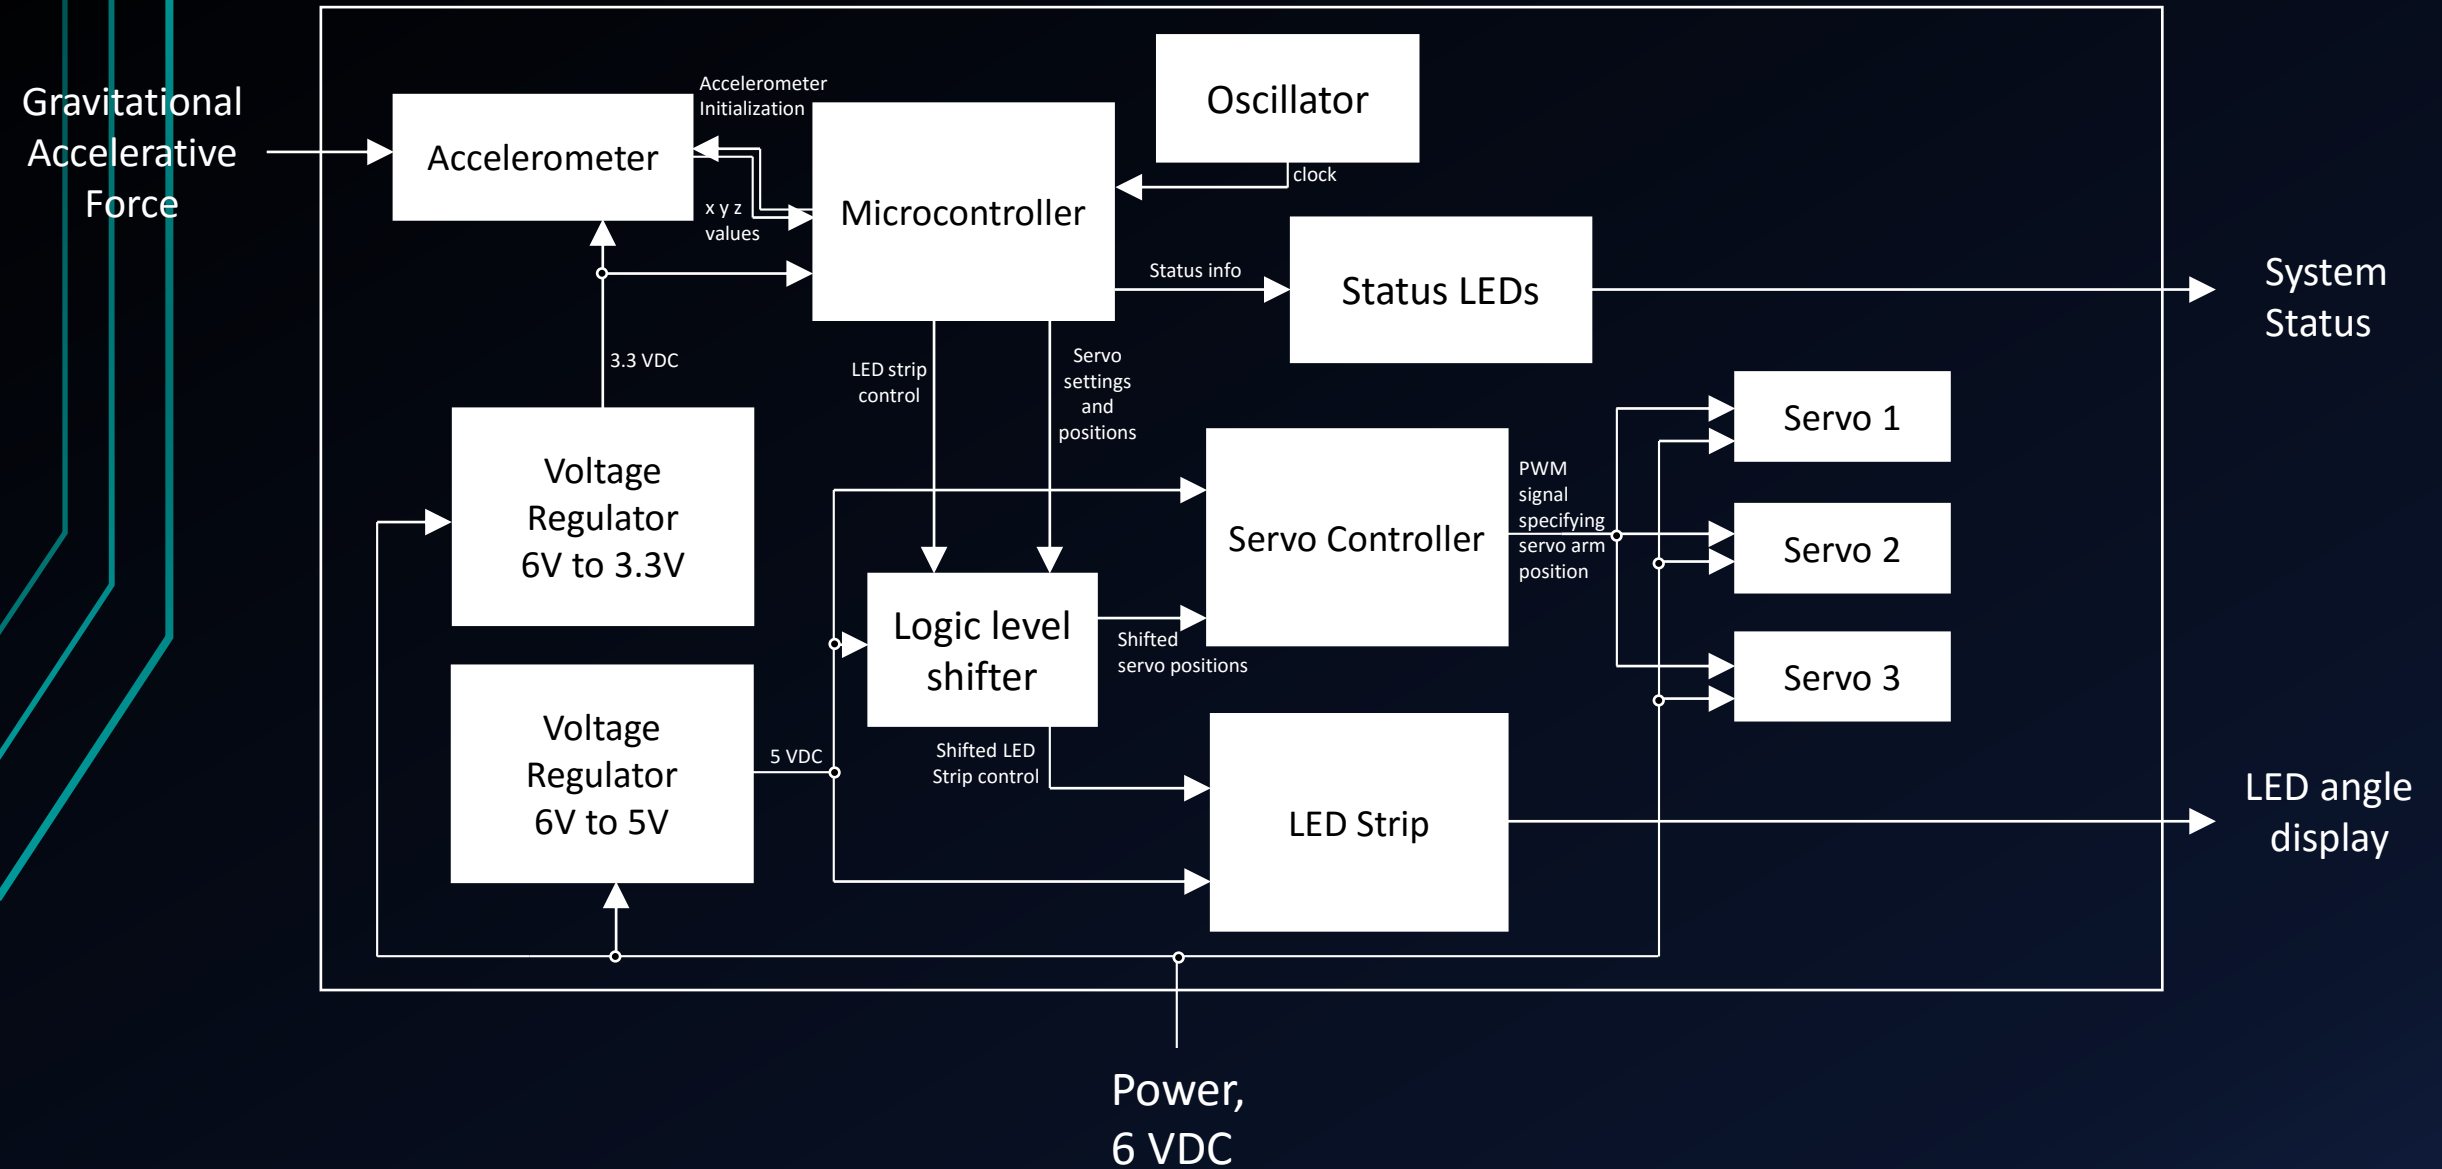 Gravitational
Accelerative
Force
Accelerometer
Accelerometer
Initialization
x y z
values
Microcontroller
Oscillator
clock
Status info
Status LEDs
System
Status
3.3 VDC
LED strip
control
Servo
settings
and
positions
Voltage
Regulator
6V to 3.3V
Servo Controller
PWM
signal
specifying
servo arm
position
Servo 1
Servo 2
Servo 3
Logic level
shifter
Shifted
servo positions
Voltage
Regulator
6V to 5V
5 VDC
Shifted LED
Strip control
LED Strip
LED angle
display
Power,
6 VDC